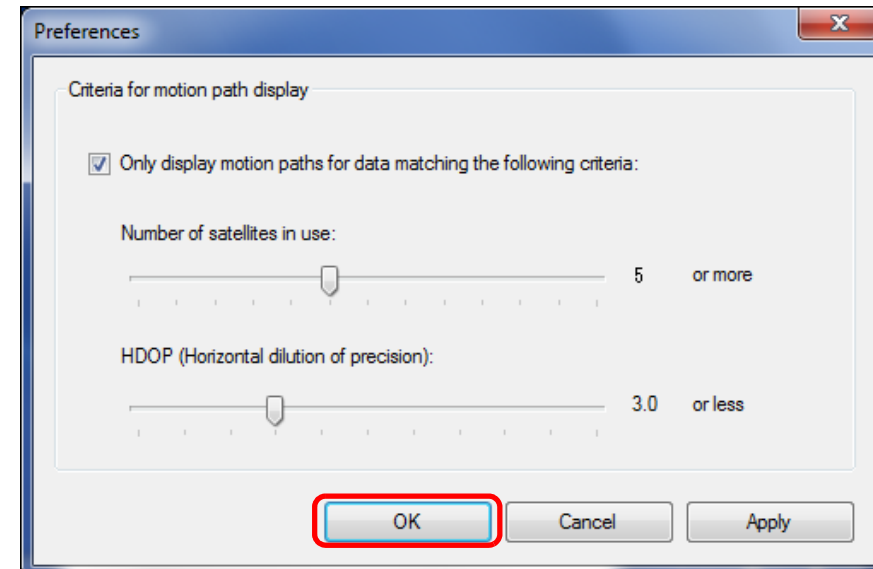 Preferences
Criteria for motion path display
Only display motion paths for data matching the following criteria:
Number of satellites in use:
5 or more
HDOP (Horizontal dilution of precision):
3.0 or less
OK Cancel Apply